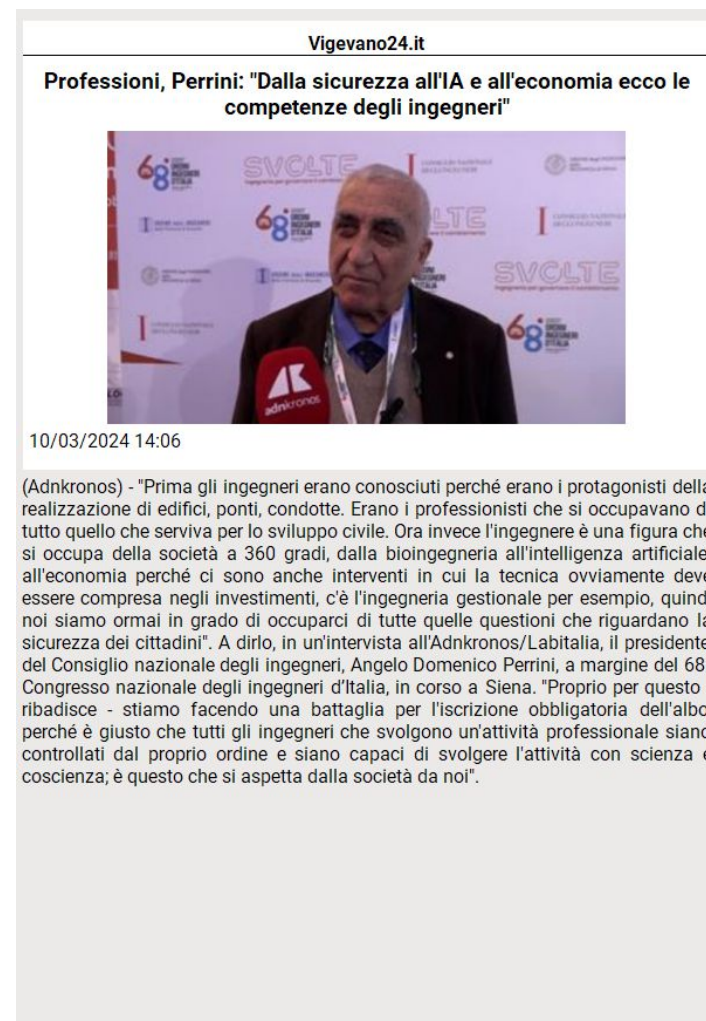 Vigevano24.it
Professioni, Perrini: "Dalla sicurezza all'IA e all'economia ecco le
competenze degli ingegneri"
68°
SVOLTE
68°
LTE
SVOLTE
68°
adnkronos
10/03/2024 14:06
(Adnkronos) - "Prima gli ingegneri erano conosciuti perché erano i protagonisti della
realizzazione di edifici, ponti, condotte. Erano i professionisti che si occupavano d
tutto quello che serviva per lo sviluppo civile. Ora invece l'ingegnere è una figura che
si occupa della società a 360 gradi, dalla bioingegneria all'intelligenza artificiale
all'economia perché ci sono anche interventi in cui la tecnica ovviamente deve
essere compresa negli investimenti, c'è l'ingegneria gestionale per esempio, quind
noi siamo ormai in grado di occuparci di tutte quelle questioni che riguardano la
sicurezza dei cittadini". A dirlo, in un'intervista all'Adnkronos/Labitalia, il presidente
del Consiglio nazionale degli ingegneri, Angelo Domenico Perrini, a margine del 68
Congresso nazionale degli ingegneri d'Italia, in corso a Siena. "Proprio per questo
ribadisce - stiamo facendo una battaglia per l'iscrizione obbligatoria dell'albo
perché è giusto che tutti gli ingegneri che svolgono un'attività professionale siano
controllati dal proprio ordine e siano capaci di svolgere l'attività con scienza e
coscienza; è questo che si aspetta dalla società da noi".